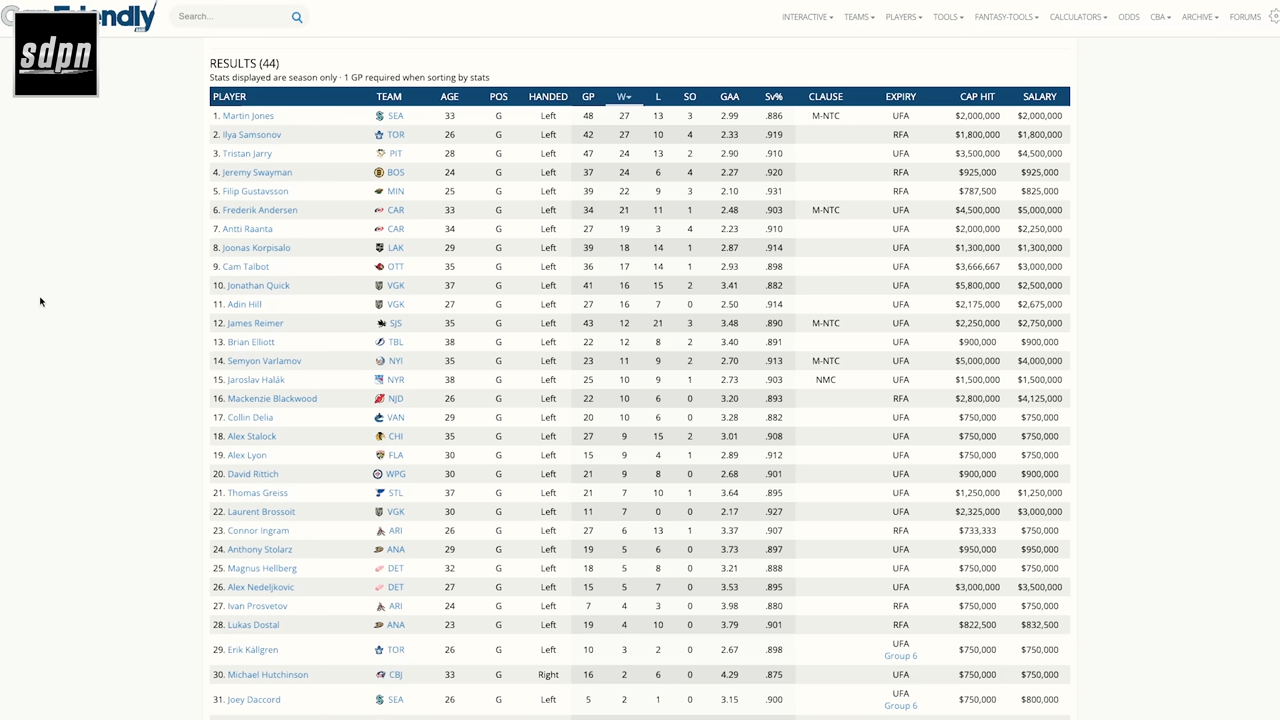 Friendly
Search...
INTERACTIVE TEAMS PLAYERS TOOLS FANTASY-TOOLS CALCULATORS ODDS CBA ARCHIVE FORUMS
sdpn
RESULTS (44)
Stats displayed are season only · 1 GP required when sorting by stats
PLAYER TEAM AGE POS HANDED GP W L SO GAA Sv% CLAUSE EXPIRY CAP HIT SALARY
1. Martin Jones SEA 33 G Left 48 27 13 3 2.99 .886 M-NTC UFA $2,000,000 $2,000,000
2. Ilya Samsonov TOR 26 G Left 42 27 10 4 2.33 .919 RFA $1,800,000 $1,800,000
3. Tristan Jarry PIT 28 G Left 47 24 13 2 2.90 .910 UFA $3,500,000 $4,500,000
4. Jeremy Swayman BOS 24 G Left 37 24 6 4 2.27 .920 RFA $925,000 $925,000
5. Filip Gustavsson MIN 25 G Left 39 22 9 3 2.10 .931 RFA $787,500 $825,000
6. Frederik Andersen CAR 33 G Left 34 21 11 1 2.48 .903 M-NTC UFA $4,500,000 $5,000,000
7. Antti Raanta CAR 34 G Left 27 19 3 4 2.23 .910 UFA $2,000,000 $2,250,000
8. Joonas Korpisalo LAK 29 G Left 39 18 14 1 2.87 .914 UFA $1,300,000 $1,300,000
9. Cam Talbot OTT 35 G Left 36 17 14 1 2.93 .898 UFA $3,666,667 $3,000,000
10. Jonathan Quick VGK 37 G Left 41 16 15 2 3.41 .882 UFA $5,800,000 $2,500,000
11. Adin Hill VGK 27 G Left 27 16 7 0 2.50 .914 UFA $2,175,000 $2,675,000
12. James Reimer SJS 35 G Left 43 12 21 3 3.48 .890 M-NTC UFA $2,250,000 $2,750,000
13. Brian Elliott TBL 38 G Left 22 12 8 2 3.40 .891 UFA $900,000 $900,000
14. Semyon Varlamov NYI 35 G Left 23 11 9 2 2.70 .913 M-NTC UFA $5,000,000 $4,000,000
15. Jaroslav Halák NYR 38 G Left 25 10 9 1 2.73 .903 NMC UFA $1,500,000 $1,500,000
16. Mackenzie Blackwood NJD 26 G Left 22 10 6 0 3.20 .893 RFA $2,800,000 $4,125,000
17. Collin Delia VAN 29 G Left 20 10 6 0 3.28 .882 UFA $750,000 $750,000
18. Alex Stalock CHI 35 G Left 27 9 15 2 3.01 .908 UFA $750,000 $750,000
19. Alex Lyon FLA 30 G Left 15 9 4 1 2.89 .912 UFA $750,000 $750,000
20. David Rittich WPG 30 G Left 21 9 8 0 2.68 .901 UFA $900,000 $900,000
21. Thomas Greiss STL 37 G Left 21 7 10 1 3.64 .895 UFA $1,250,000 $1,250,000
22. Laurent Brossoit VGK 30 G Left 11 7 0 0 2.17 .927 UFA $2,325,000 $3,000,000
23. Connor Ingram ARI 26 G Left 27 6 13 1 3.37 .907 RFA $733,333 $750,000
24. Anthony Stolarz ANA 29 G Left 19 5 6 0 3.73 .897 UFA $950,000 $950,000
25. Magnus Hellberg DET 32 G Left 18 5 8 0 3.21 .888 UFA $750,000 $750,000
26. Alex Nedeljkovic DET 27 G Left 15 5 7 0 3.53 .895 UFA $3,000,000 $3,500,000
27. Ivan Prosvetov ARI 24 G Left 7 4 3 0 3.98 .880 RFA $750,000 $750,000
28. Lukas Dostal ANA 23 G Left 19 4 10 0 3.79 .901 RFA $822,500 $832,500
29. Erik Källgren TOR 26 G Left 10 3 2 0 2.67 .898 UFA Group 6 $750,000 $750,000
30. Michael Hutchinson CBJ 33 G Right 16 2 6 0 4.29 .875 UFA $750,000 $750,000
31. Joey Daccord SEA 26 G Left 5 2 1 0 3.15 .900 UFA Group 6 $750,000 $800,000